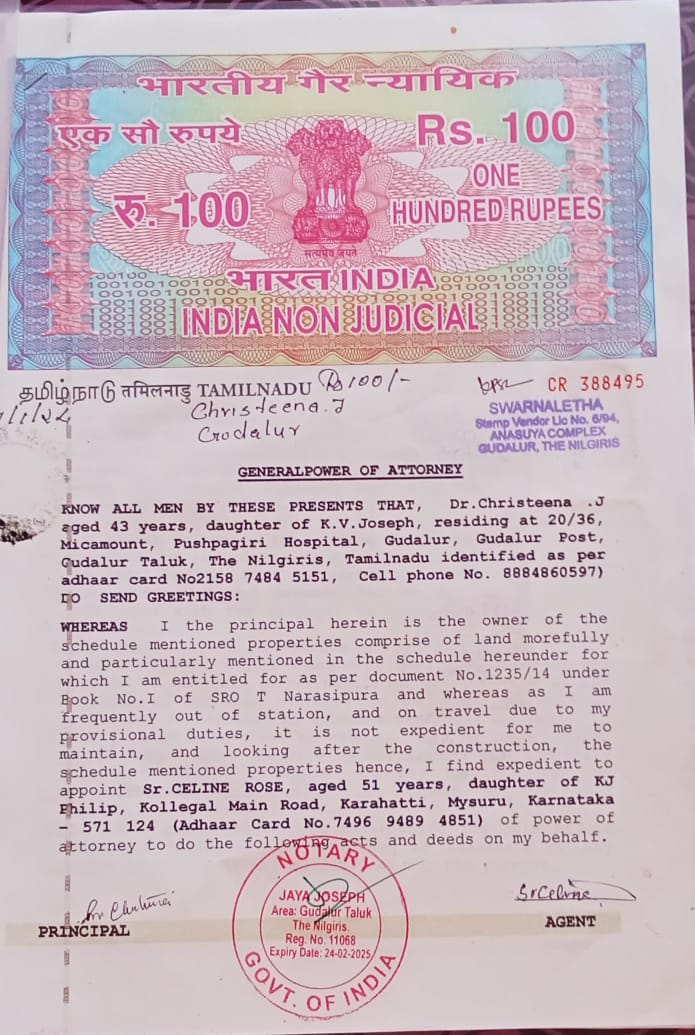 भारतीय गैर न्यायिक
एक सौ रुपये
Rs. 100
रु. 100
ONE
HUNDRED RUPEES
सत्यमेव जयते
भारत INDIA
INDIA NON JUDICIAL
தமிழ்நாடு तमिलनाडु TAMILNADU Rs 100/-
CR 388495
Christeena. J
Gudalur
SWARNALETHA
Stamp Vendor Lic No. 6/94,
ANASUYA COMPLEX
GUDALUR, THE NILGIRIS
GENERALPOWER OF ATTORNEY
KNOW ALL MEN BY THESE PRESENTS THAT, Dr.Christeena .J
aged 43 years, daughter of K.V.Joseph, residing at 20/36,
Micamount, Pushpagiri Hospital, Gudalur, Gudalur Post,
Gudalur Taluk, The Nilgiris, Tamilnadu identified as per
adhaar card No2158 7484 5151, Cell phone No. 8884860597)
DO SEND GREETINGS:
WHEREAS I the principal herein is the owner of the
schedule mentioned properties comprise of land morefully
and particularly mentioned in the schedule hereunder for
which I am entitled for as per document No.1235/14 under
Book No.I of SRO T Narasipura and whereas as I am
frequently out of station, and on travel due to my
provisional duties, it is not expedient for me to
maintain, and looking after the construction, the
schedule mentioned properties hence, I find expedient to
appoint Sr.CELINE ROSE, aged 51 years, daughter of KJ
Philip, Kollegal Main Road, Karahatti, Mysuru, Karnataka
– 571 124 (Adhaar Card No.7496 9489 4851) of power of
attorney to do the following acts and deeds on my behalf.
NOTARY
JAYA JOSEPH
Area: Gudalur Taluk
The Nilgiris.
Reg. No. 11068
Expiry Date: 24-02-2025
GOVT. OF INDIA
PRINCIPAL
Sr Celine
AGENT